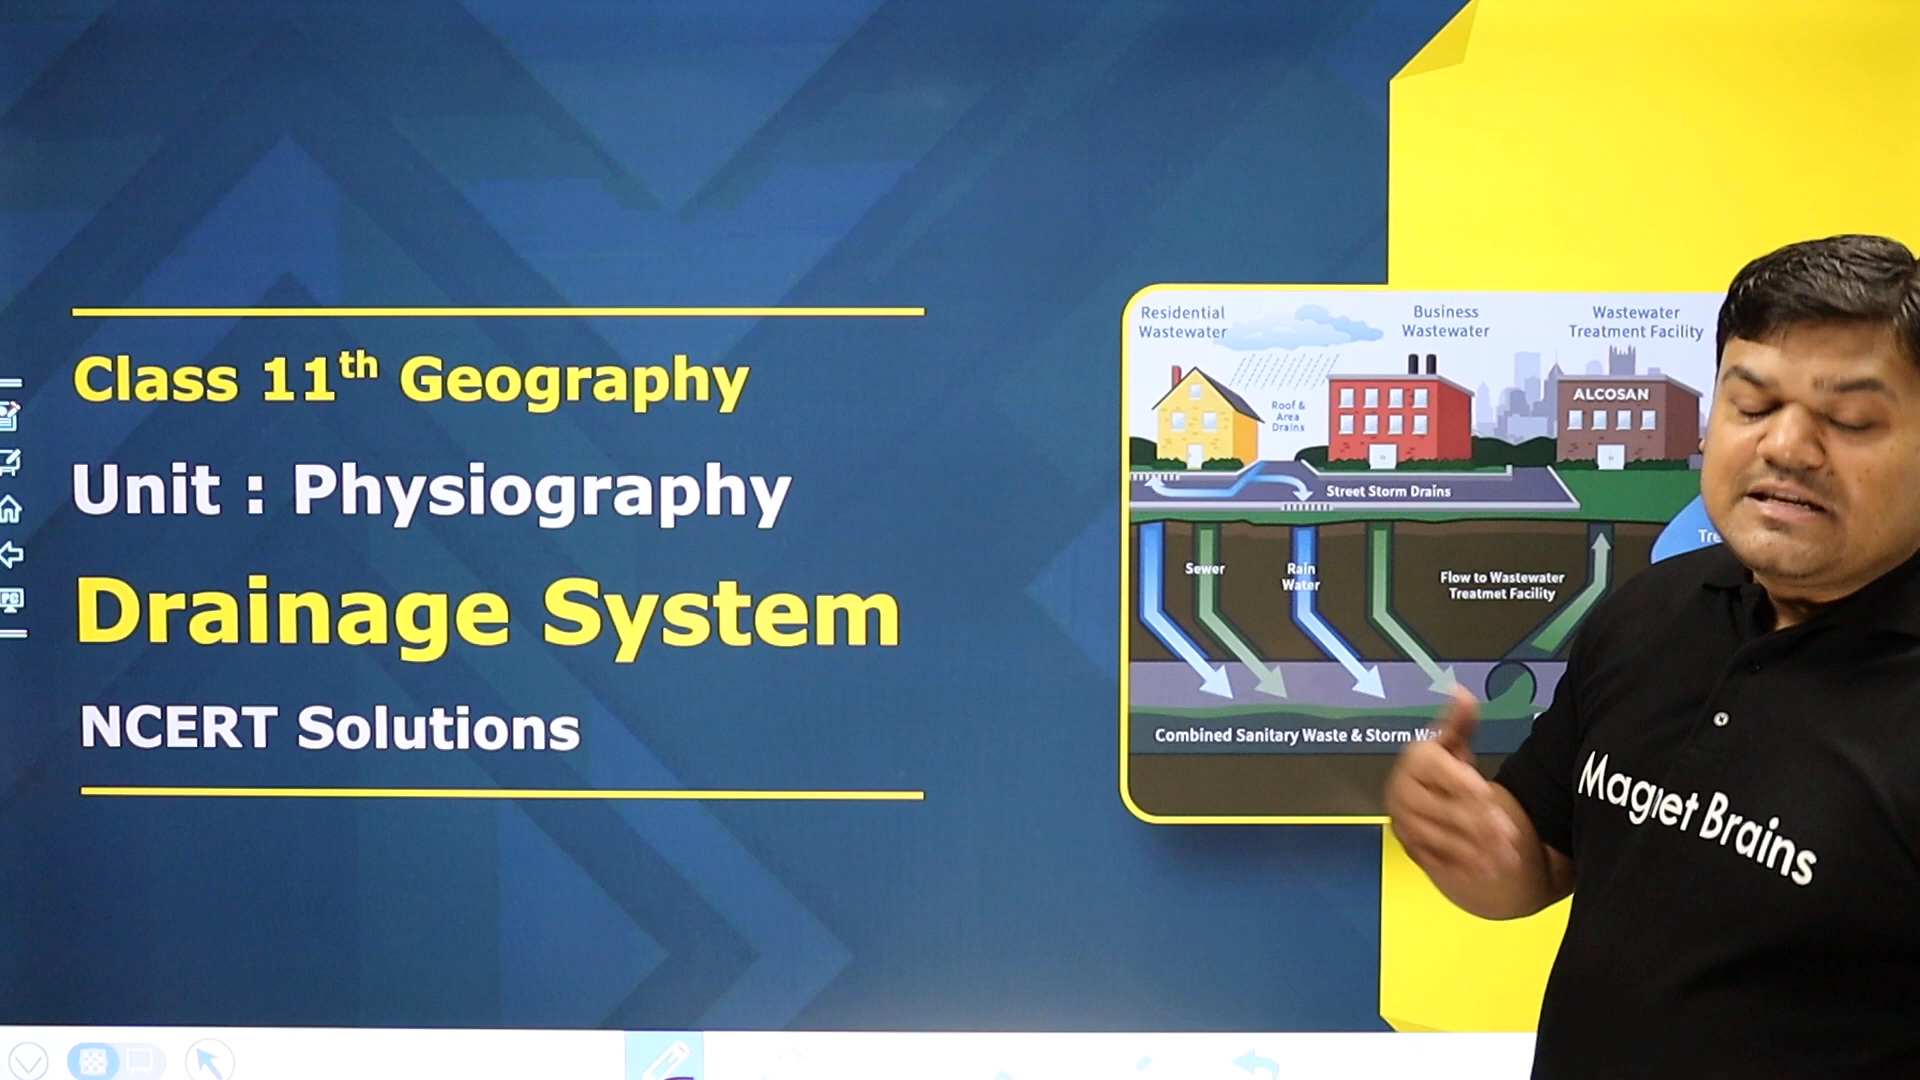 Class 11th Geography
Unit : Physiography
Drainage System
NCERT Solutions
Residential
Wastewater
Business
Wastewater
Wastewater
Treatment Facility
Roof &
Area
Drains
ALCOSAN
Street Storm Drains
Sewer
Rain
Water
Flow to Wastewater
Treatmet Facility
Combined Sanitary Waste & Storm
Magnet Brains
PC